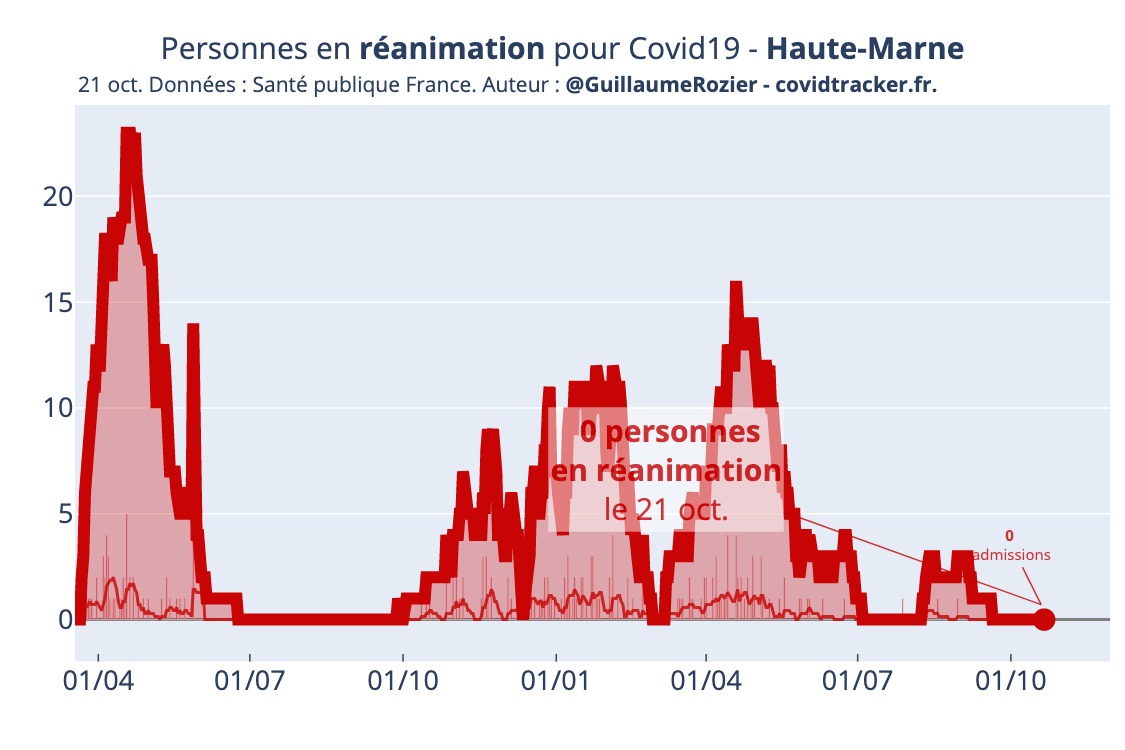 Personnes en réanimation pour Covid19 - Haute-Marne
21 oct. Données : Santé publique France. Auteur : @GuillaumeRozier - covidtracker.fr.
20
15
10
5
0
0 personnes
en réanimation
le 21 oct.
0
admissions
01/04
01/07
01/10
01/01
01/04
01/07
01/10